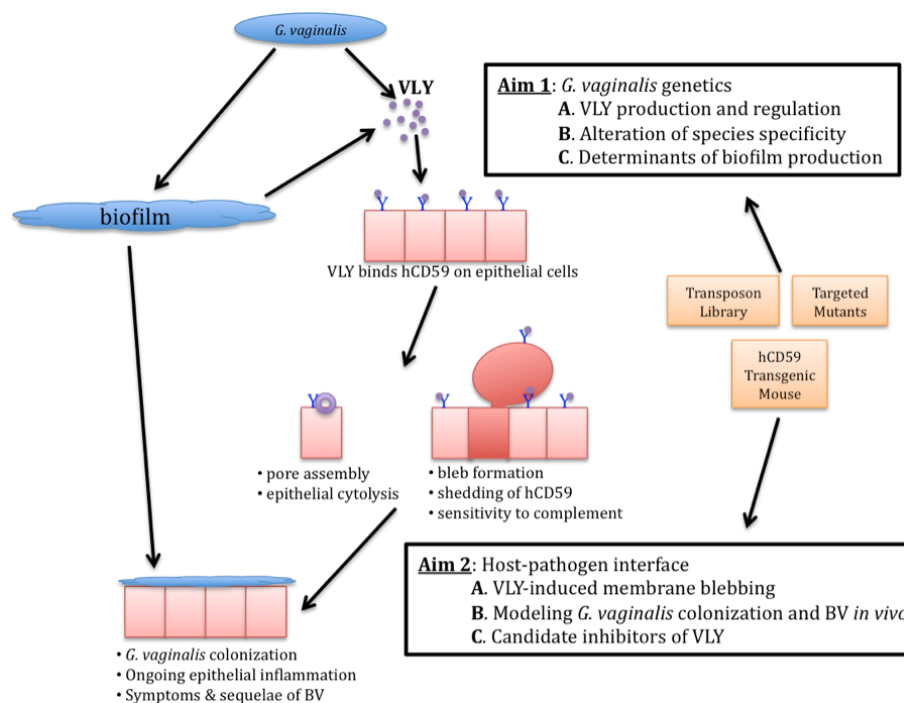 G. vaginalis
VLY
Aim 1: G. vaginalis genetics
A. VLY production and regulation
B. Alteration of species specificity
C. Determinants of biofilm production
biofilm
Y Y Y Y
VLY binds hCD59 on epithelial cells
Transposon
Library
Targeted
Mutants
hCD59
Transgenic
Mouse
Y
Y
Y Y Y
• pore assembly
• epithelial cytolysis
• bleb formation
• shedding of hCD59
• sensitivity to complement
Aim 2: Host-pathogen interface
A. VLY-induced membrane blebbing
B. Modeling G. vaginalis colonization and BV in vivo
C. Candidate inhibitors of VLY
• G. vaginalis colonization
• Ongoing epithelial inflammation
• Symptoms & sequelae of BV